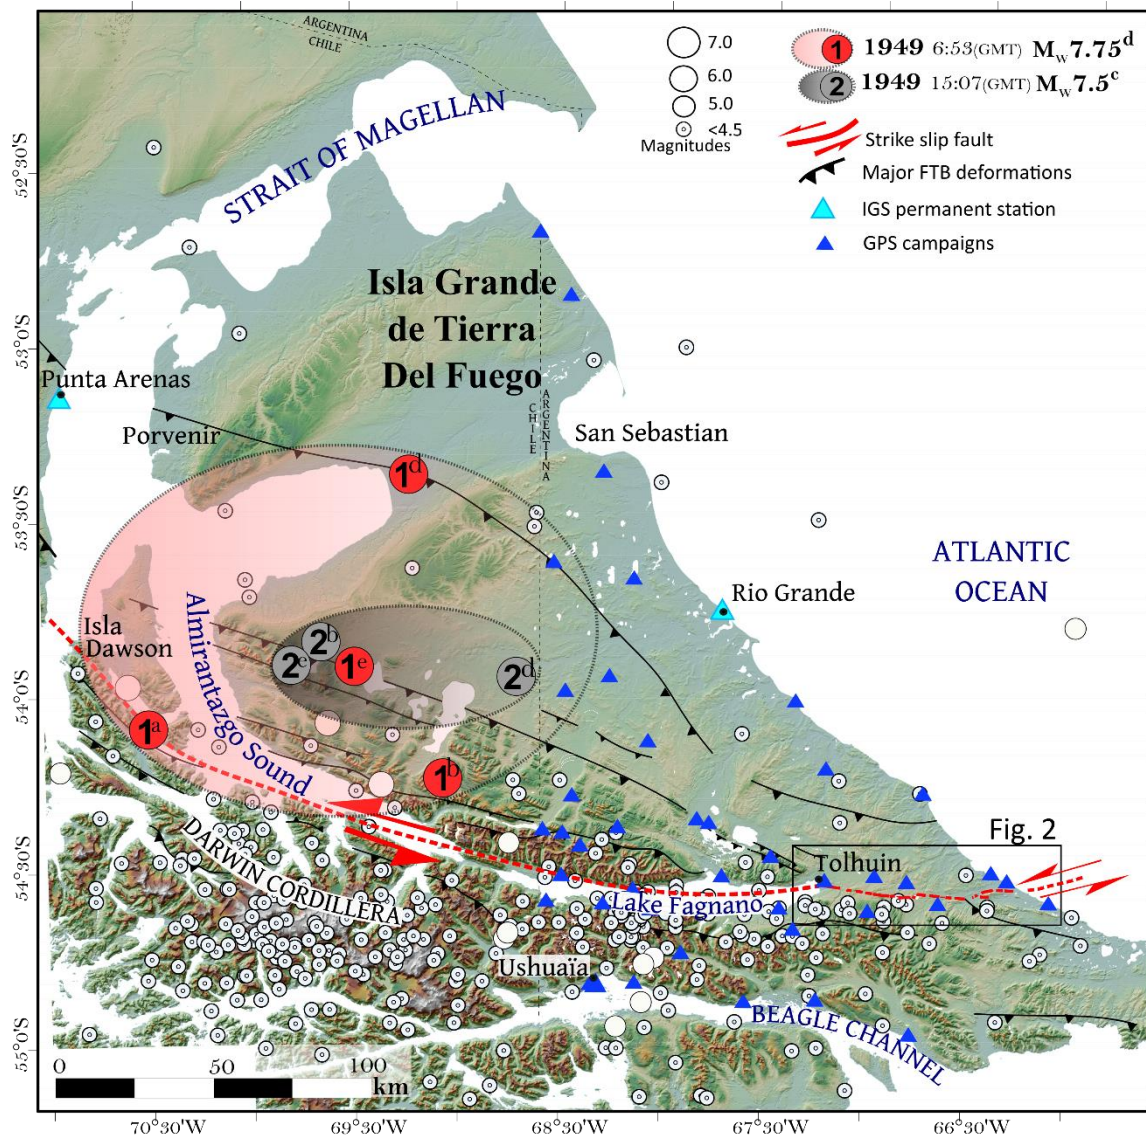 ARGENTINA
CHILE
7.0
6.0
5.0
<4.5
Magnitudes
1 1949 6:53(GMT) Mw7.75d
2 1949 15:07(GMT) Mw7.5c
Strike slip fault
Major FTB deformations
IGS permanent station
GPS campaigns
STRAIT OF MAGELLAN
Isla Grande
de Tierra
Del Fuego
CHILE
ARGENTINA
Punta Arenas
Porvenir
San Sebastian
1d
ATLANTIC
OCEAN
Rio Grande
Isla
Dawson
Almirantazgo Sound
2b
2e
1e
2d
1a
1b
Fig. 2
Tolhuin
DARWIN CORDILLERA
Lake Fagnano
Ushuaïa
BEAGLE CHANNEL
0 50 100
km
52°30'S
53°0'S
53°30'S
54°0'S
54°30'S
55°0'S
70°30'W
69°30'W
68°30'W
67°30'W
66°30'W